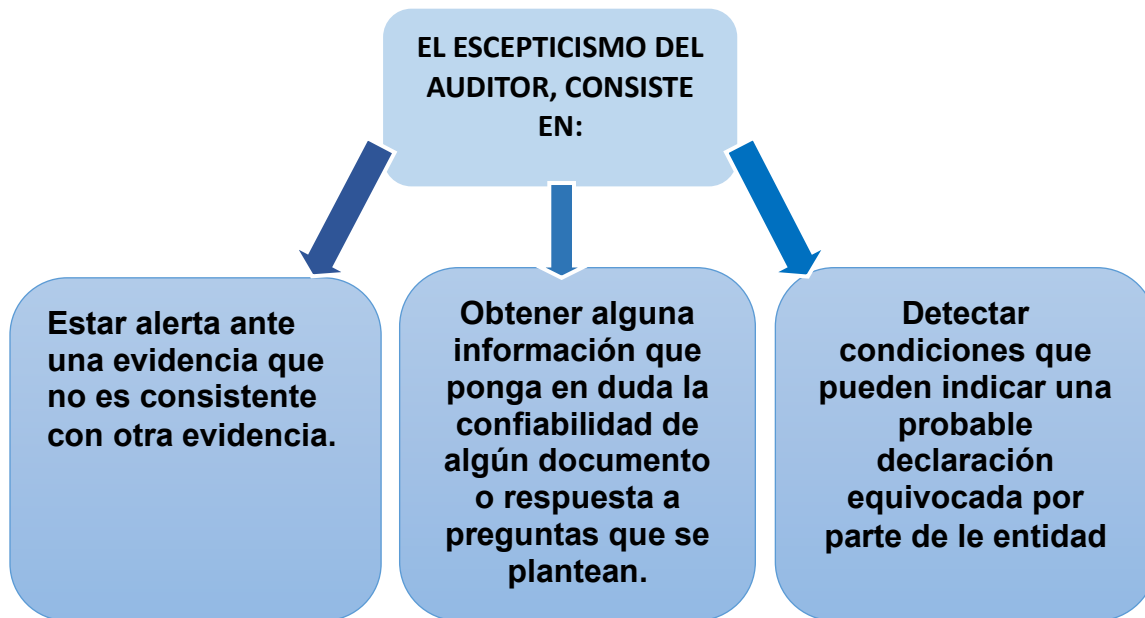 EL ESCEPTICISMO DEL
AUDITOR, CONSISTE
EN:
Estar alerta ante
una evidencia que
no es consistente
con otra evidencia.
Obtener alguna
información que
ponga en duda la
confiabilidad de
algún documento
o respuesta a
preguntas que se
plantean.
Detectar
condiciones que
pueden indicar una
probable
declaración
equivocada por
parte de le entidad